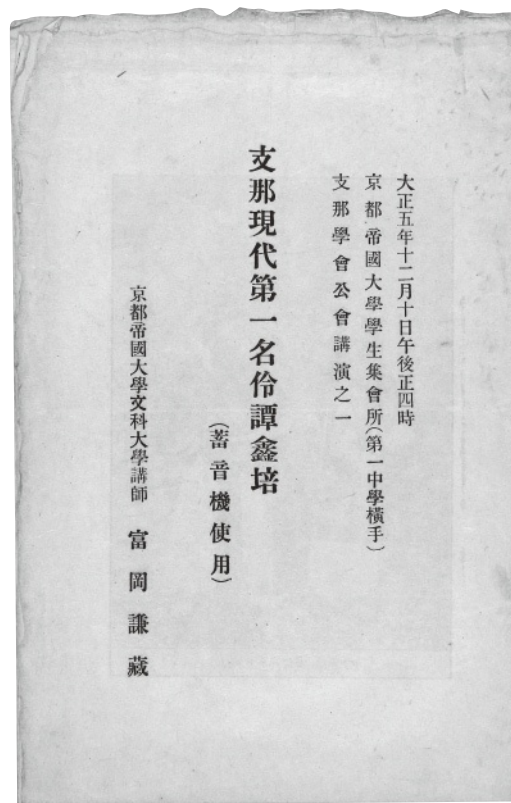 大正五年十二月十日午後正四時
京都帝國大學學生集會所(第一中學橫手)
支那學會公會講演之一
支那現代第一名伶譚鑫培
(蓄音機使用)
京都帝國大學文科大學講師 富岡謙藏